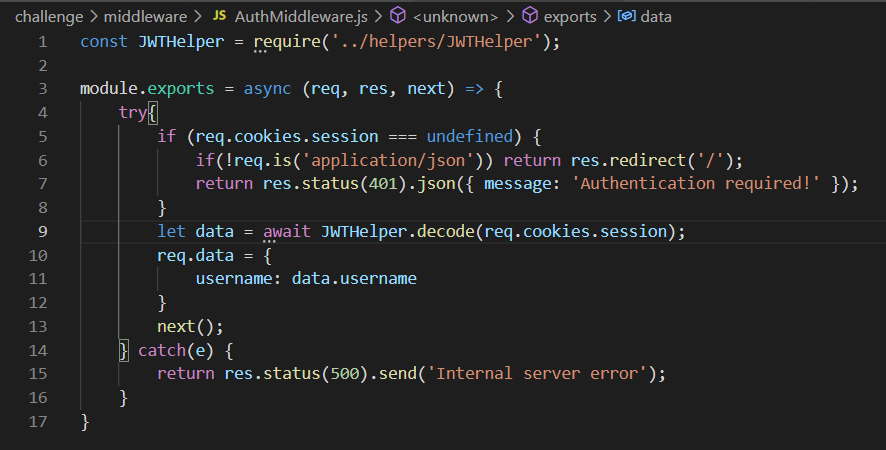 challenge > middleware > JS AuthMiddleware.js > <unknown> > exports > data
1 const JWTHelper = require('../helpers/JWTHelper');
2
3 module.exports = async (req, res, next) => {
4     try{
5         if (req.cookies.session === undefined) {
6             if(!req.is('application/json')) return res.redirect('/');
7             return res.status(401).json({ message: 'Authentication required!' });
8         }
9         let data = await JWTHelper.decode(req.cookies.session);
10         req.data = {
11             username: data.username
12         }
13         next();
14     } catch(e) {
15         return res.status(500).send('Internal server error');
16     }
17 }